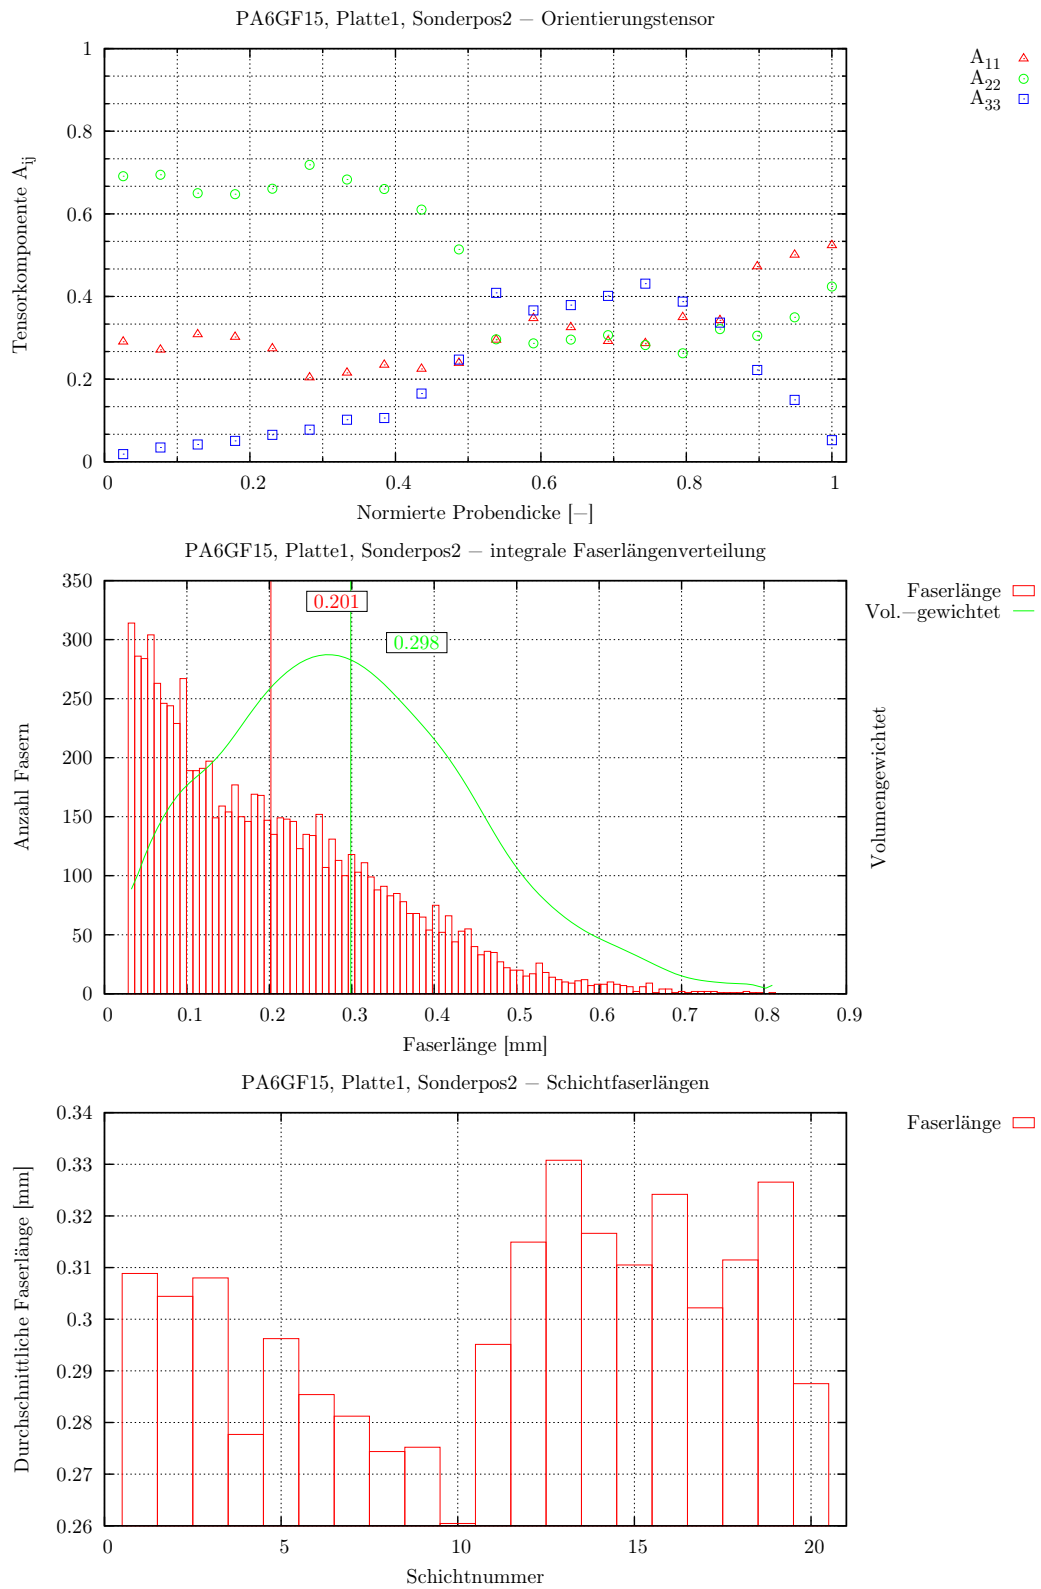 PA6GF15, Platte1, Sonderpos2 − Orientierungstensor
A11
A22
A33
Tensorkomponente Aij
1
0.8
0.6
0.4
0.2
0
0 0.2 0.4 0.6 0.8 1
Normierte Probendicke [−]
PA6GF15, Platte1, Sonderpos2 − integrale Faserlängenverteilung
Faserlänge
Vol.−gewichtet
0.201
0.298
Anzahl Fasern
350
300
250
200
150
100
50
0
Volumengewichtet
0 0.1 0.2 0.3 0.4 0.5 0.6 0.7 0.8 0.9
Faserlänge [mm]
PA6GF15, Platte1, Sonderpos2 − Schichtfaserlängen
Faserlänge
Durchschnittliche Faserlänge [mm]
0.34
0.33
0.32
0.31
0.3
0.29
0.28
0.27
0.26
0 5 10 15 20
Schichtnummer